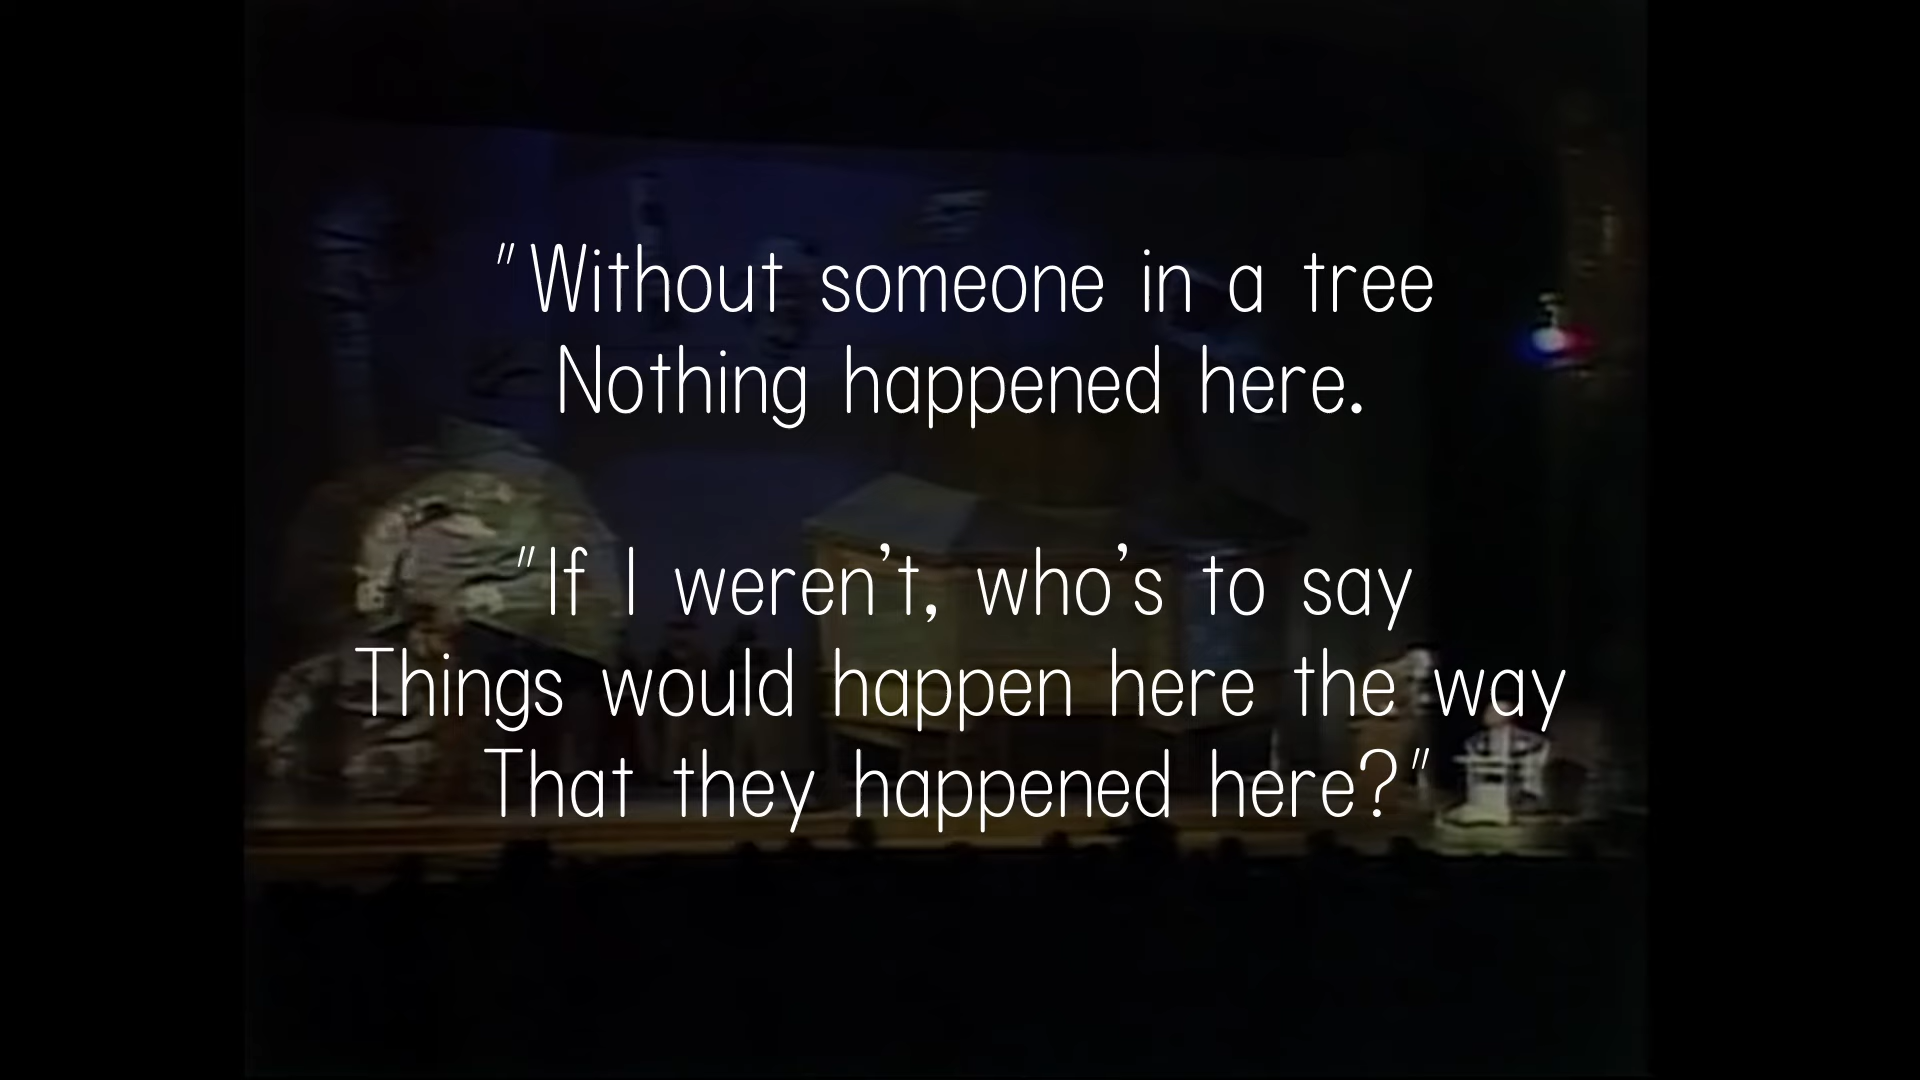 "Without someone in a tree
Nothing happened here.
"If I weren't, who's to say
Things would happen here the way
That they happened here?"